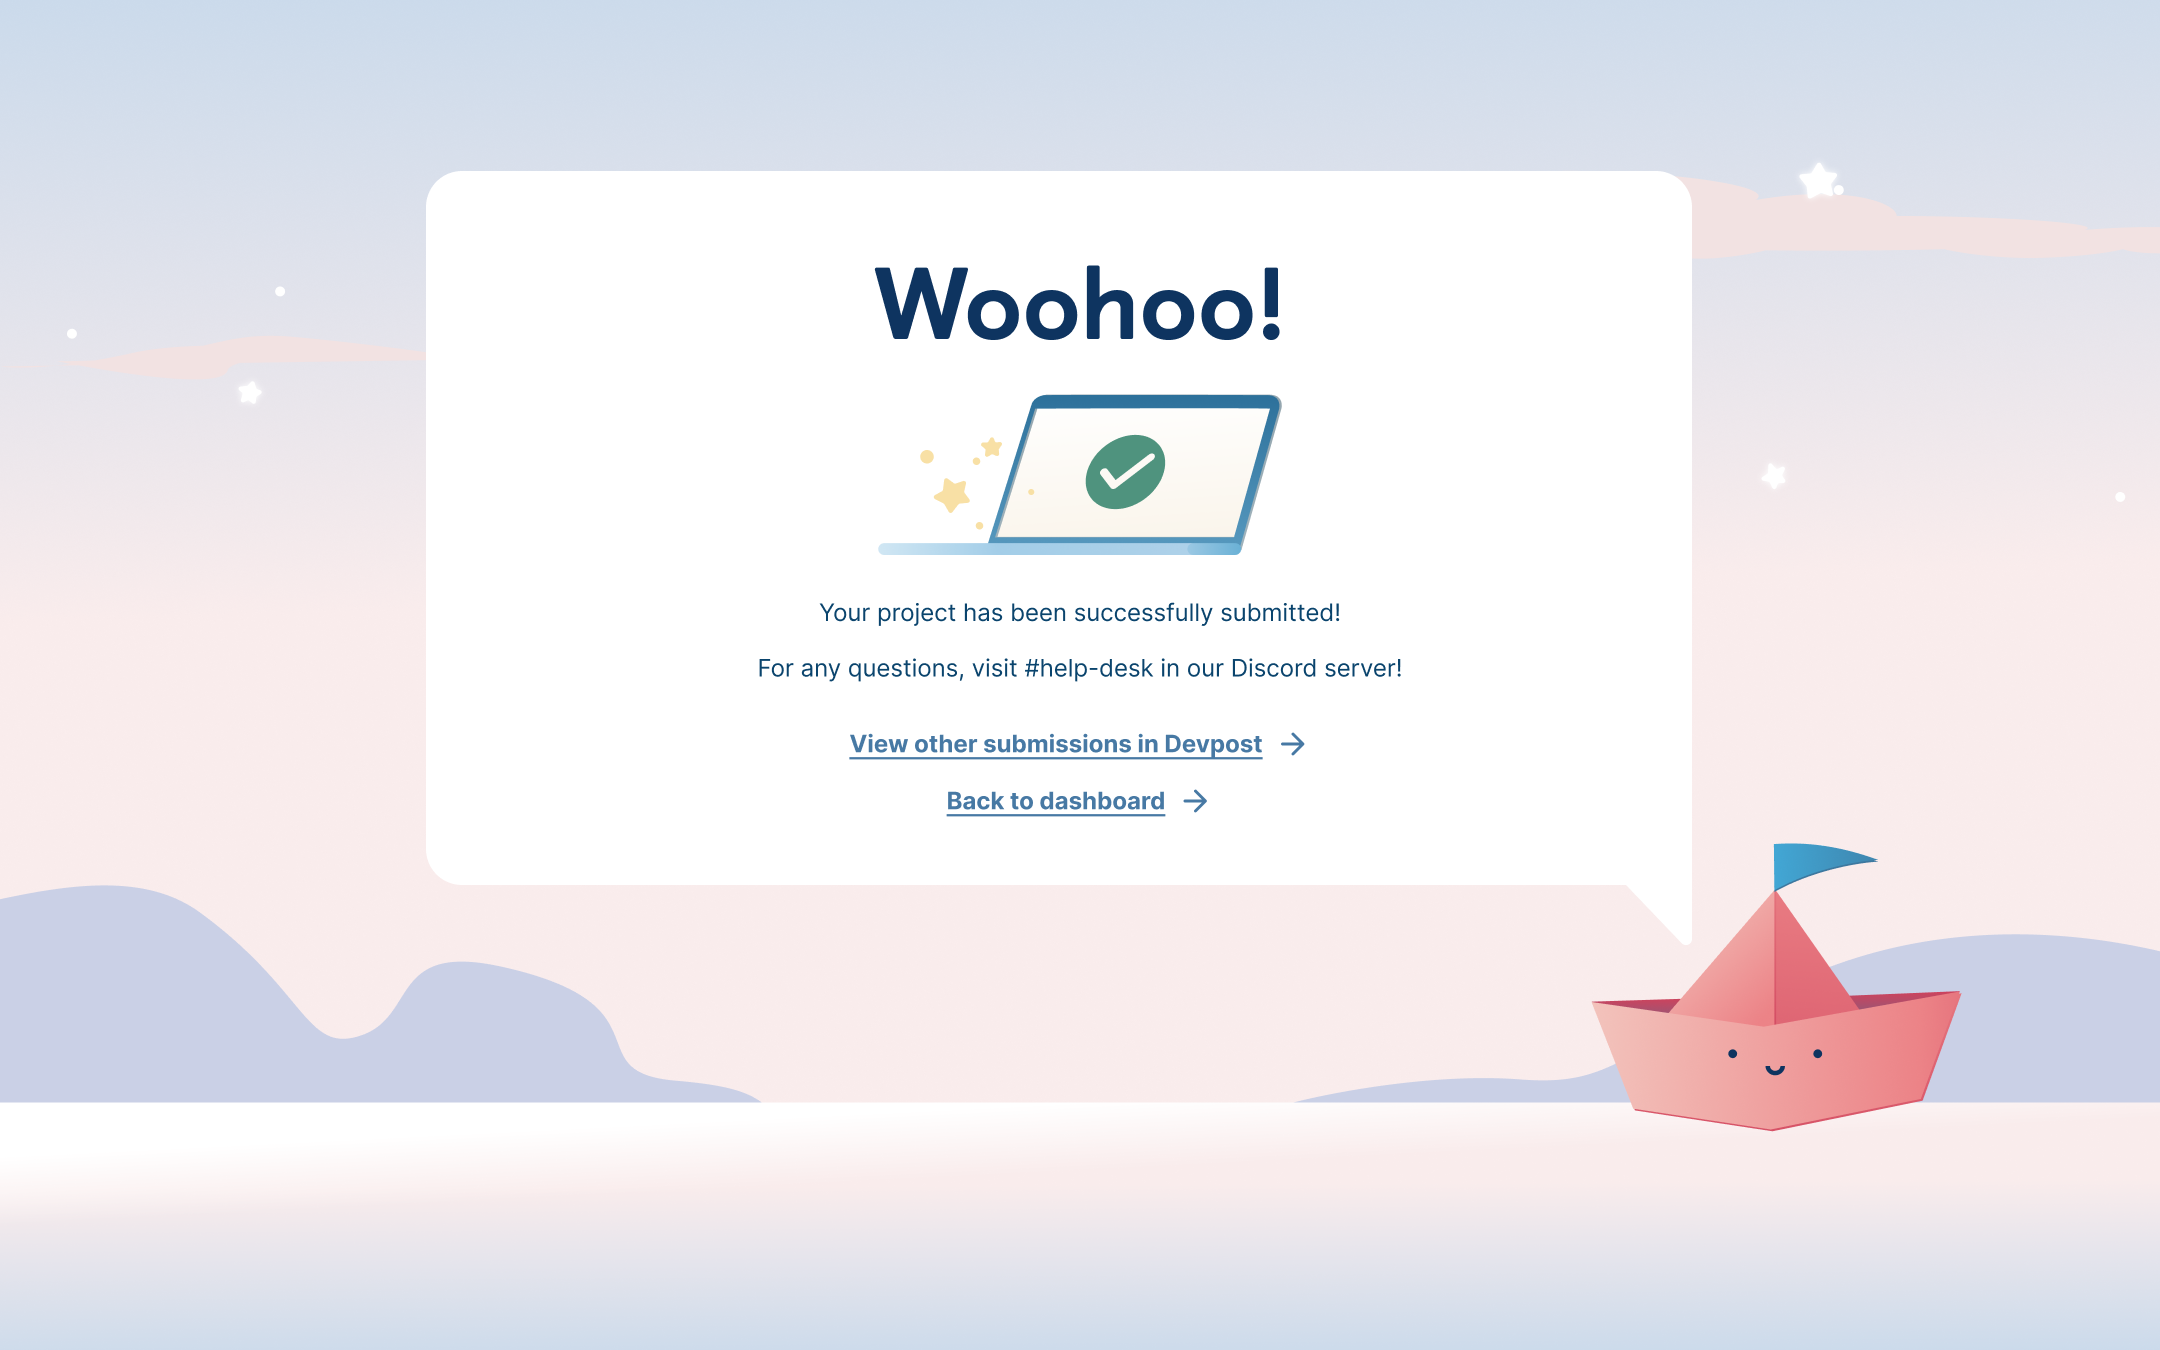 Woohoo!
Your project has been successfully submitted!
For any questions, visit #help-desk in our Discord server!
View other submissions in Devpost
Back to dashboard